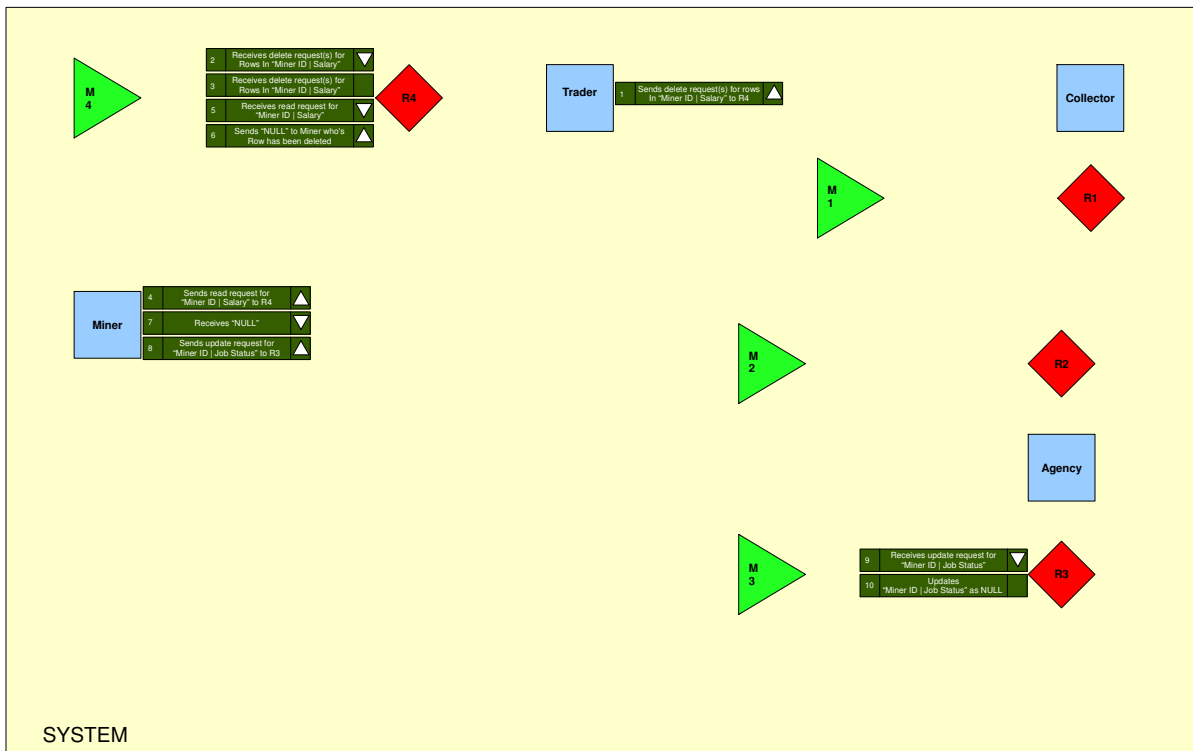 M
4
2
Receives delete request(s) for
Rows In “Miner ID | Salary”
3
Receives delete request(s) for
Rows In “Miner ID | Salary”
5
Receives read request for
“Miner ID | Salary”
6
Sends “NULL” to Miner who's
Row has been deleted
R4
Trader
1
Sends delete request(s) for rows
In “Miner ID | Salary” to R4
Collector
M
1
R1
Miner
4
Sends read request for
“Miner ID | Salary” to R4
7
Receives “NULL”
8
Sends update request for
“Miner ID | Job Status” to R3
M
2
R2
Agency
M
3
9
Receives update request for
“Miner ID | Job Status”
10
Updates
“Miner ID | Job Status” as NULL
R3
SYSTEM